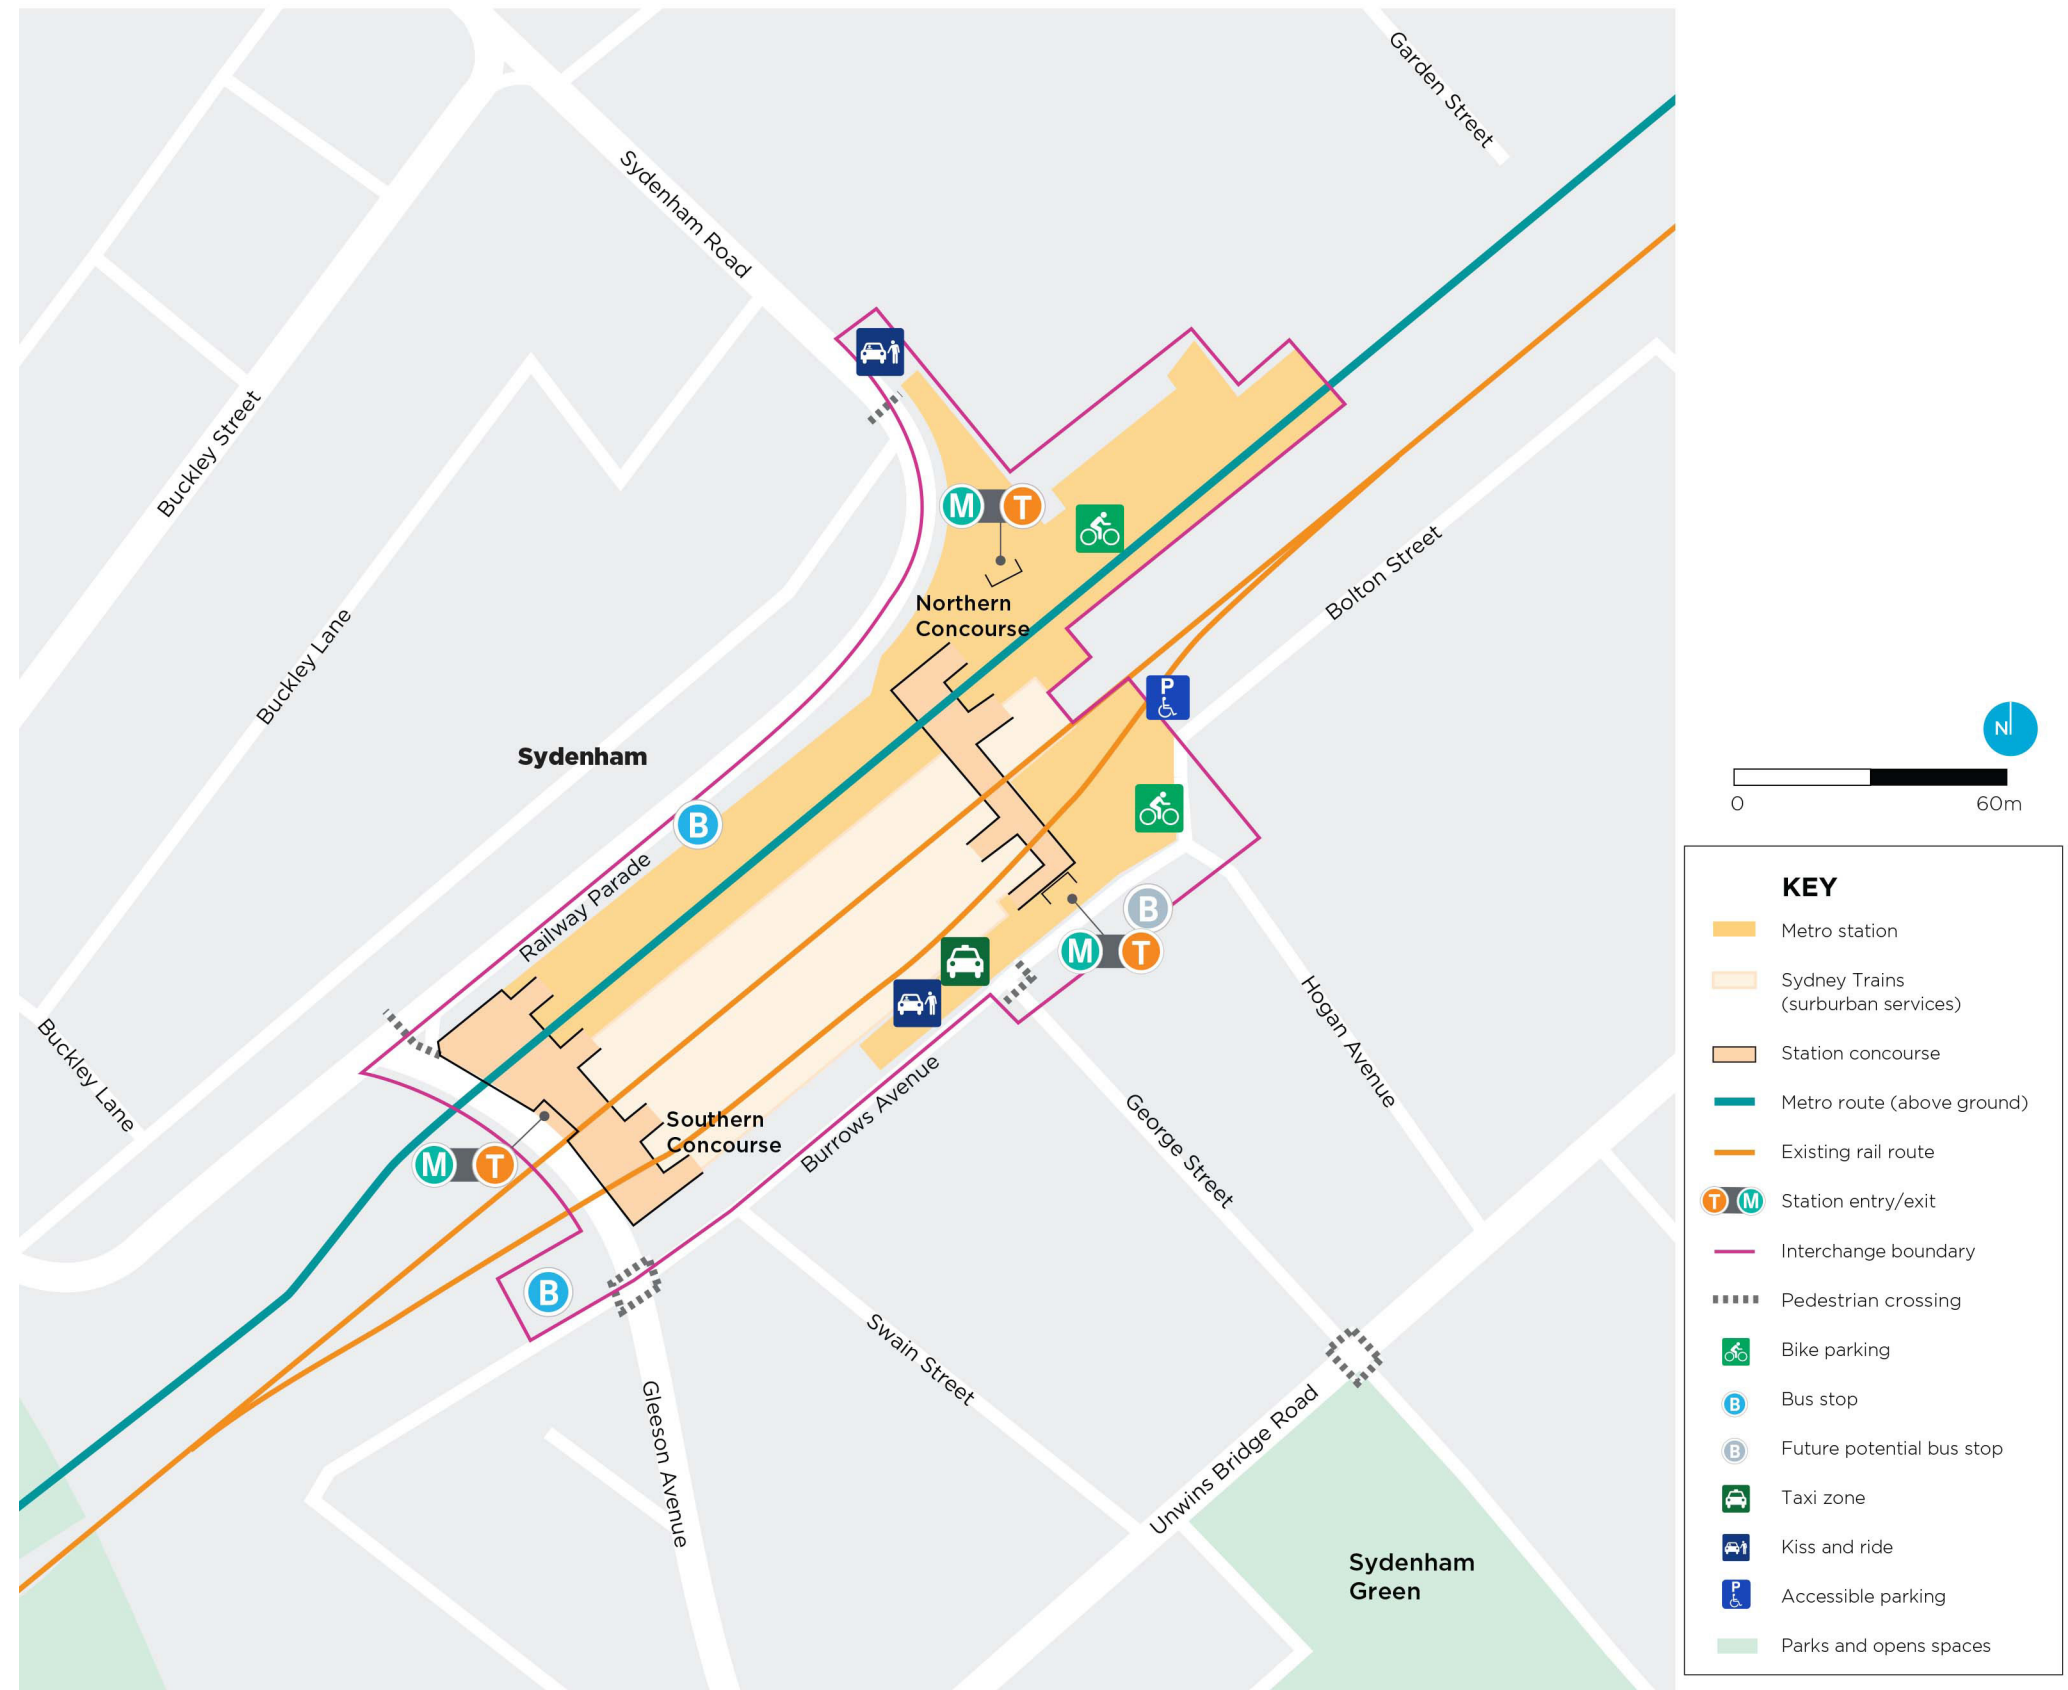 Garden Street
Sydenham Road
Buckley Street
M T
Bolton Street
Northern
Concourse
Buckley Lane
P
Sydenham
B
Railway Parade
B
M T
Hogan Avenue
Buckley Lane
Southern
Concourse
Burrows Avenue
George Street
M T
B
Swain Street
Gleeson Avenue
Unwins Bridge Road
Sydenham
Green
N
0 60m
KEY
Metro station
Sydney Trains
(surburban services)
Station concourse
Metro route (above ground)
Existing rail route
T M Station entry/exit
Interchange boundary
Pedestrian crossing
Bike parking
B Bus stop
B Future potential bus stop
Taxi zone
Kiss and ride
P Accessible parking
Parks and opens spaces